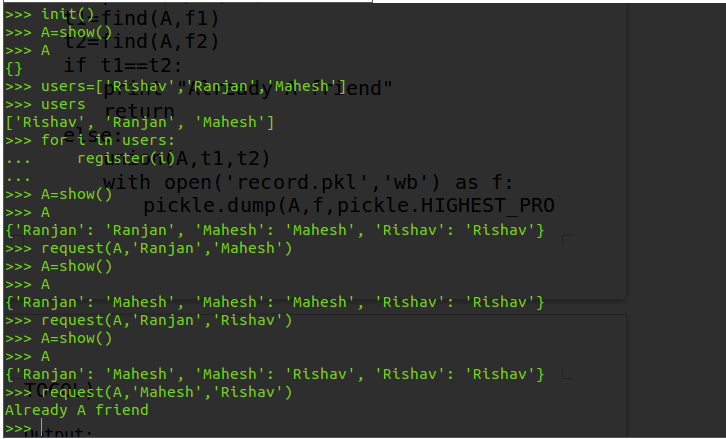 >>> init()
t1=find(A,f1)
>>> A=show()
t2=find(A,f2)
>>> A
if t1==t2:
{}
>>> users=['Rishav','Ranjan','Mahesh']
print "Already A friend"
>>> users
return
['Rishav', 'Ranjan', 'Mahesh']
else:
>>> for i in users:
...     register(i)
union(A,t1,t2)
...
with open('record.pkl','wb') as f:
>>> A=show()
pickle.dump(A,f,pickle.HIGHEST_PRO
>>> A
{'Ranjan': 'Ranjan', 'Mahesh': 'Mahesh', 'Rishav': 'Rishav'}
>>> request(A,'Ranjan','Mahesh')
>>> A=show()
>>> A
{'Ranjan': 'Mahesh', 'Mahesh': 'Mahesh', 'Rishav': 'Rishav'}
>>> request(A,'Ranjan','Rishav')
>>> A=show()
>>> A
{'Ranjan': 'Mahesh', 'Mahesh': 'Rishav', 'Rishav': 'Rishav'}
TOCOL)
>>> request(A,'Mahesh','Rishav')
Already A friend
>>>
Output: